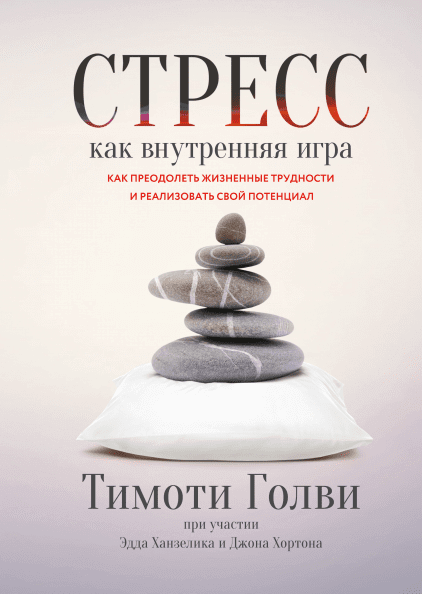 СТРЕСС
как внутренняя игра
КАК ПРЕОДОЛЕТЬ ЖИЗНЕННЫЕ ТРУДНОСТИ
И РЕАЛИЗОВАТЬ СВОЙ ПОТЕНЦИАЛ
Тимоти Голви
при участии
Эдда Ханзелика и Джона Хортона